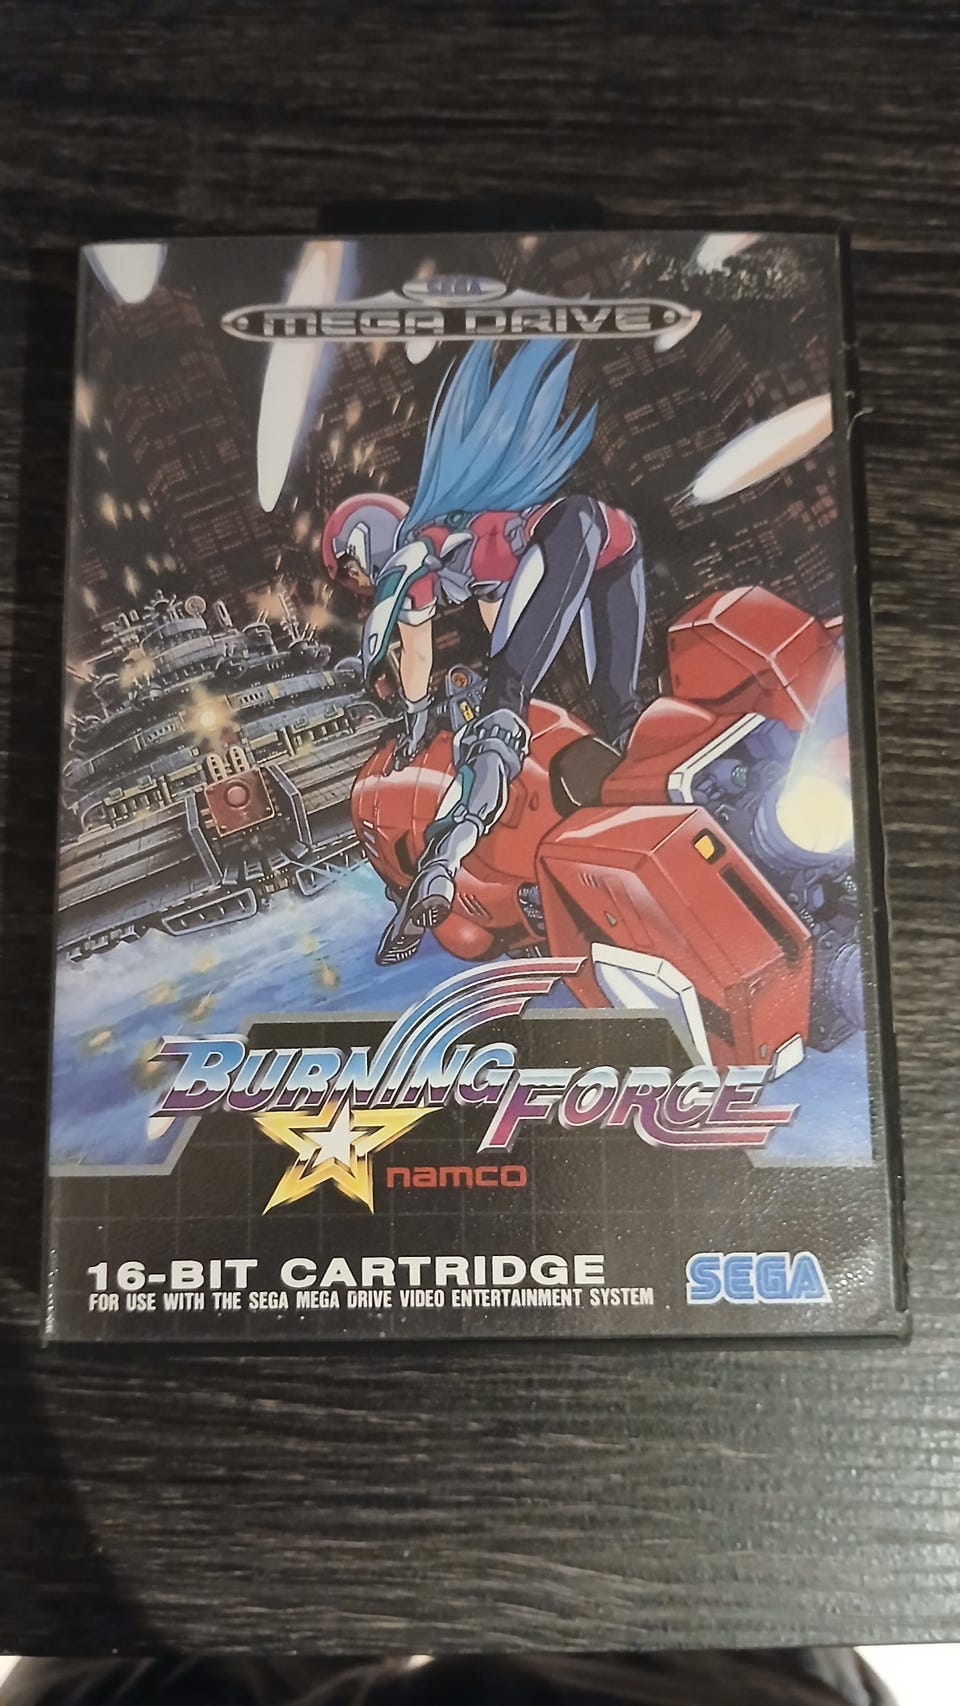 SEGA
MEGA DRIVE
BURNING FORCE
namco
16-BIT CARTRIDGE
FOR USE WITH THE SEGA MEGA DRIVE VIDEO ENTERTAINMENT SYSTEM
SEGA